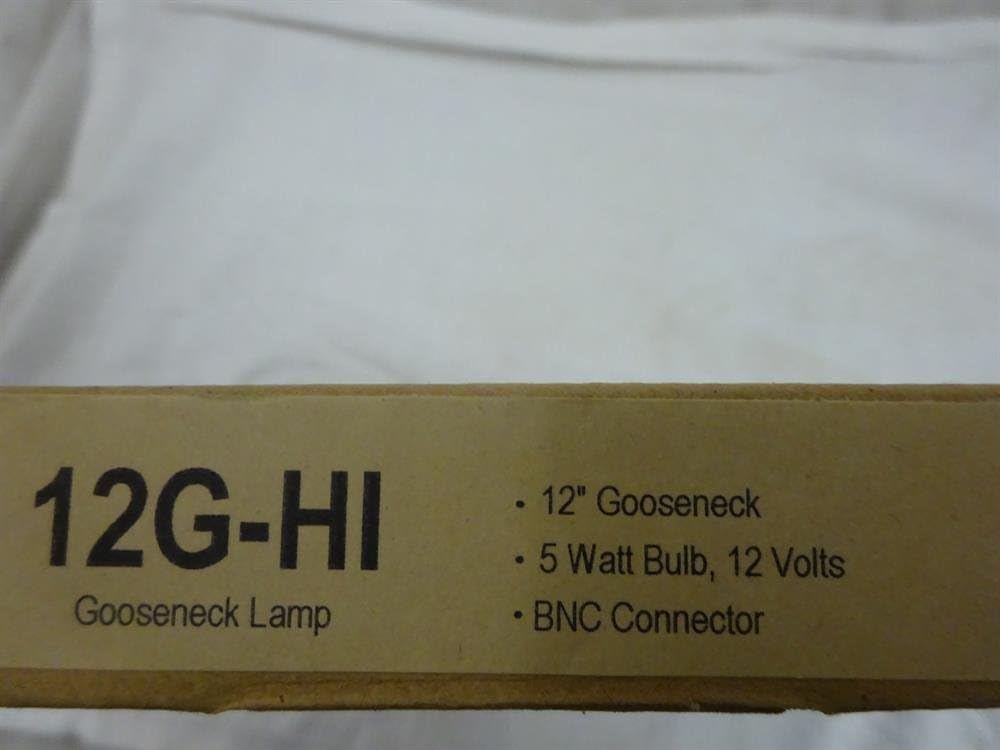 12G-HI
Gooseneck Lamp
· 12" Gooseneck
· 5 Watt Bulb, 12 Volts
· BNC Connector